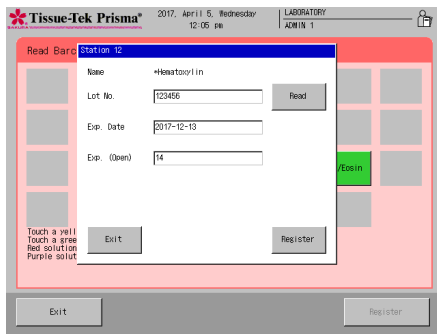 Tissue-Tek Prisma®
SAKURA
2017, April 5, Wednesday
12:05 pm
LABORATORY
ADMIN 1
Read Barc
Station 12
Name *Hematoxylin
Lot No. 123456 Read
Exp. Date 2017-12-13
Exp. (Open) 14
/Eosin
Touch a yell
Touch a gree
Red solution
Purple solut
Exit Register
Exit Register